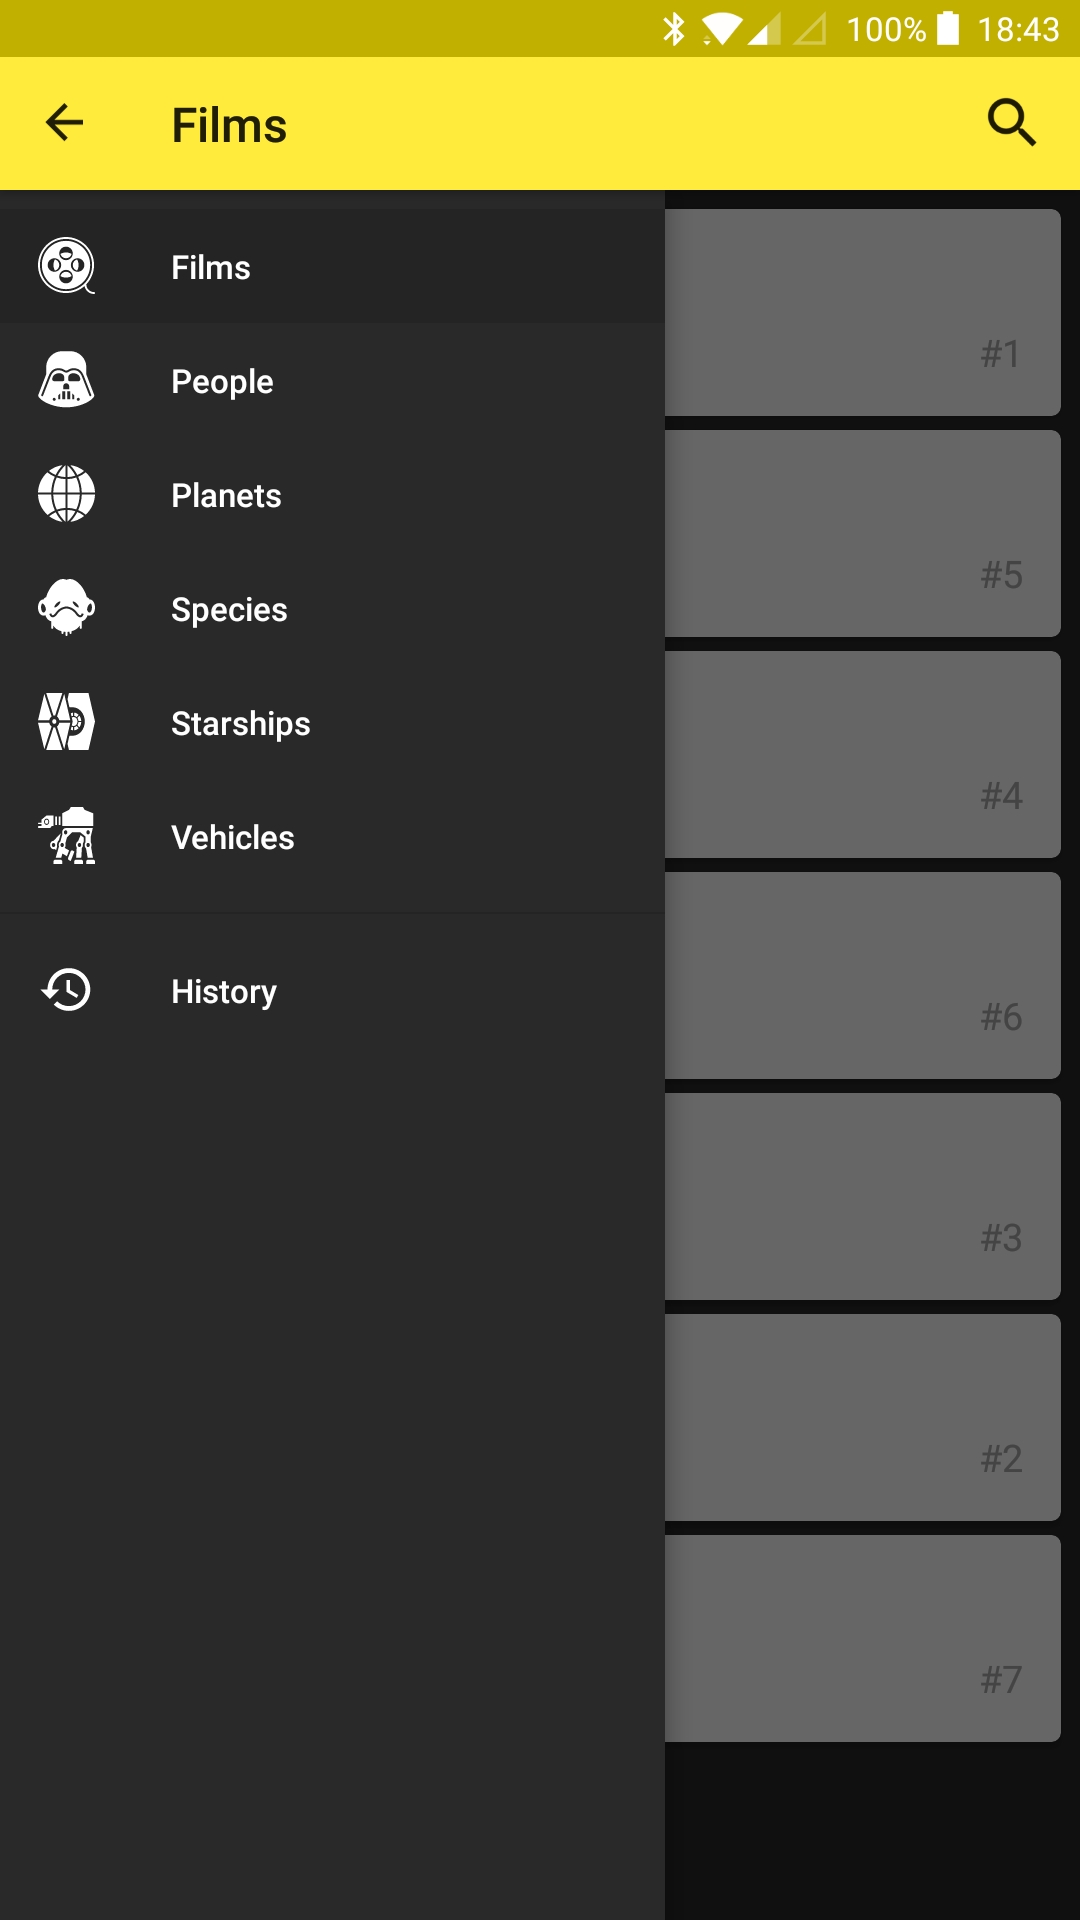 100% 18:43
Films
Films
People
Planets
Species
Starships
Vehicles
History
#1
#5
#4
#6
#3
#2
#7